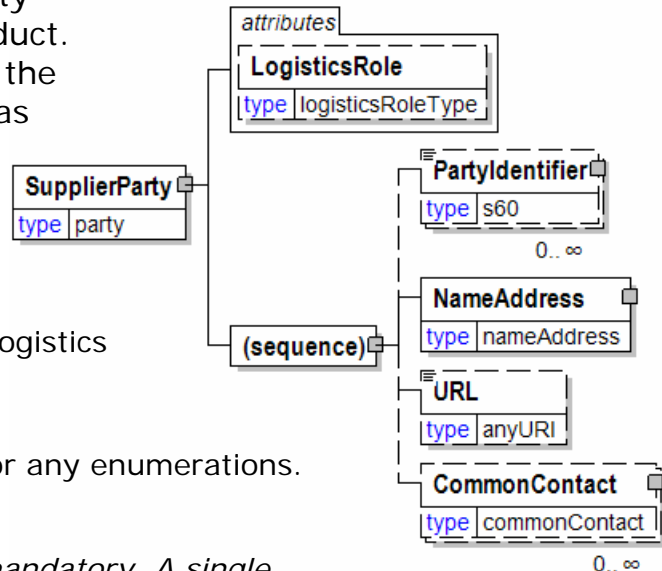 ty
duct.
the
as
attributes
LogisticsRole
type logisticsRoleType
SupplierParty
type party
PartyIdentifier
type s60
0.. ∞
NameAddress
type nameAddress
ogistics
(sequence)
URL
type anyURI
or any enumerations.
CommonContact
type commonContact
0.. ∞
mandatory. A single